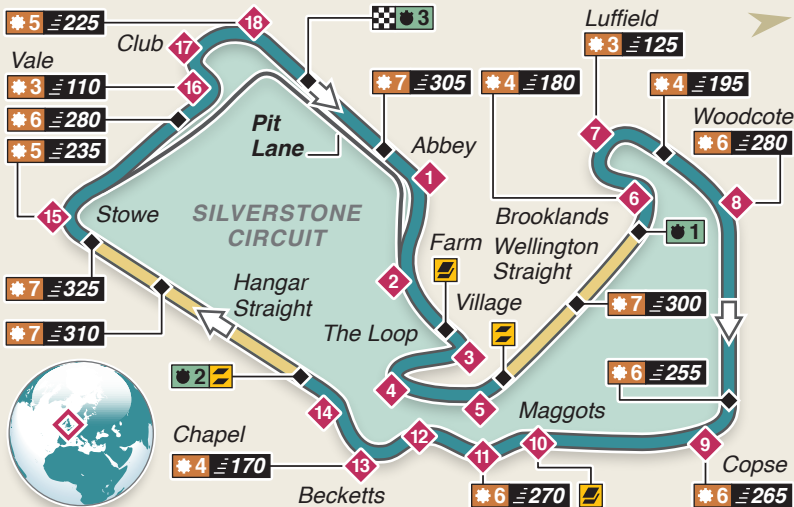 5 225
18
3
Luffield
3 125
17
Club
Vale
3 110
16
7 305
4 180
4 195
6 280
5 235
Pit
Lane
Abbey
1
7
Woodcote
6 280
15
Stowe
SILVERSTONE
CIRCUIT
6
8
Brooklands
1
Farm
Wellington
Straight
7 325
Hangar
Straight
2
Village
7 300
7 310
The Loop
3
6 255
2
4
5
14
Maggots
Chapel
4 170
13
12
11
10
9
Copse
Becketts
6 270
6 265